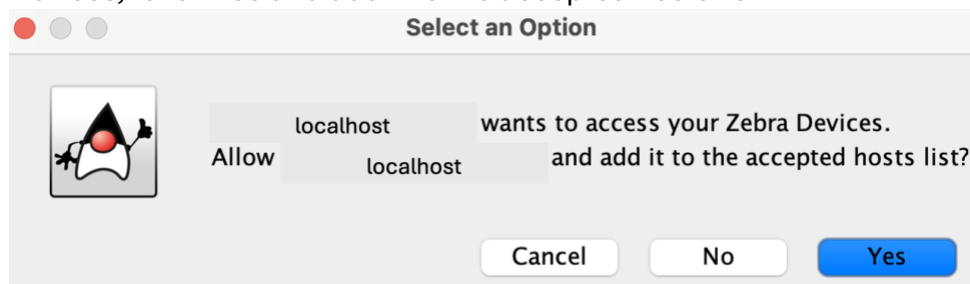 Select an Option
localhost wants to access your Zebra Devices.
Allow localhost and add it to the accepted hosts list?
Cancel No Yes